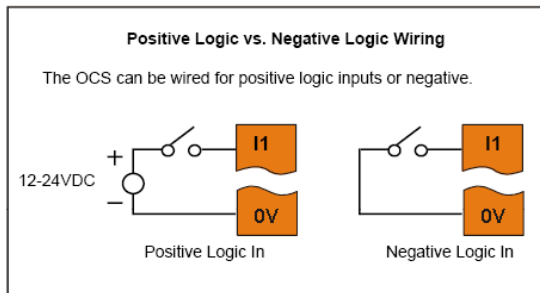 Positive Logic vs. Negative Logic Wiring
The OCS can be wired for positive logic inputs or negative.
I1
I1
+
12-24VDC
−
0V
0V
Positive Logic In
Negative Logic In